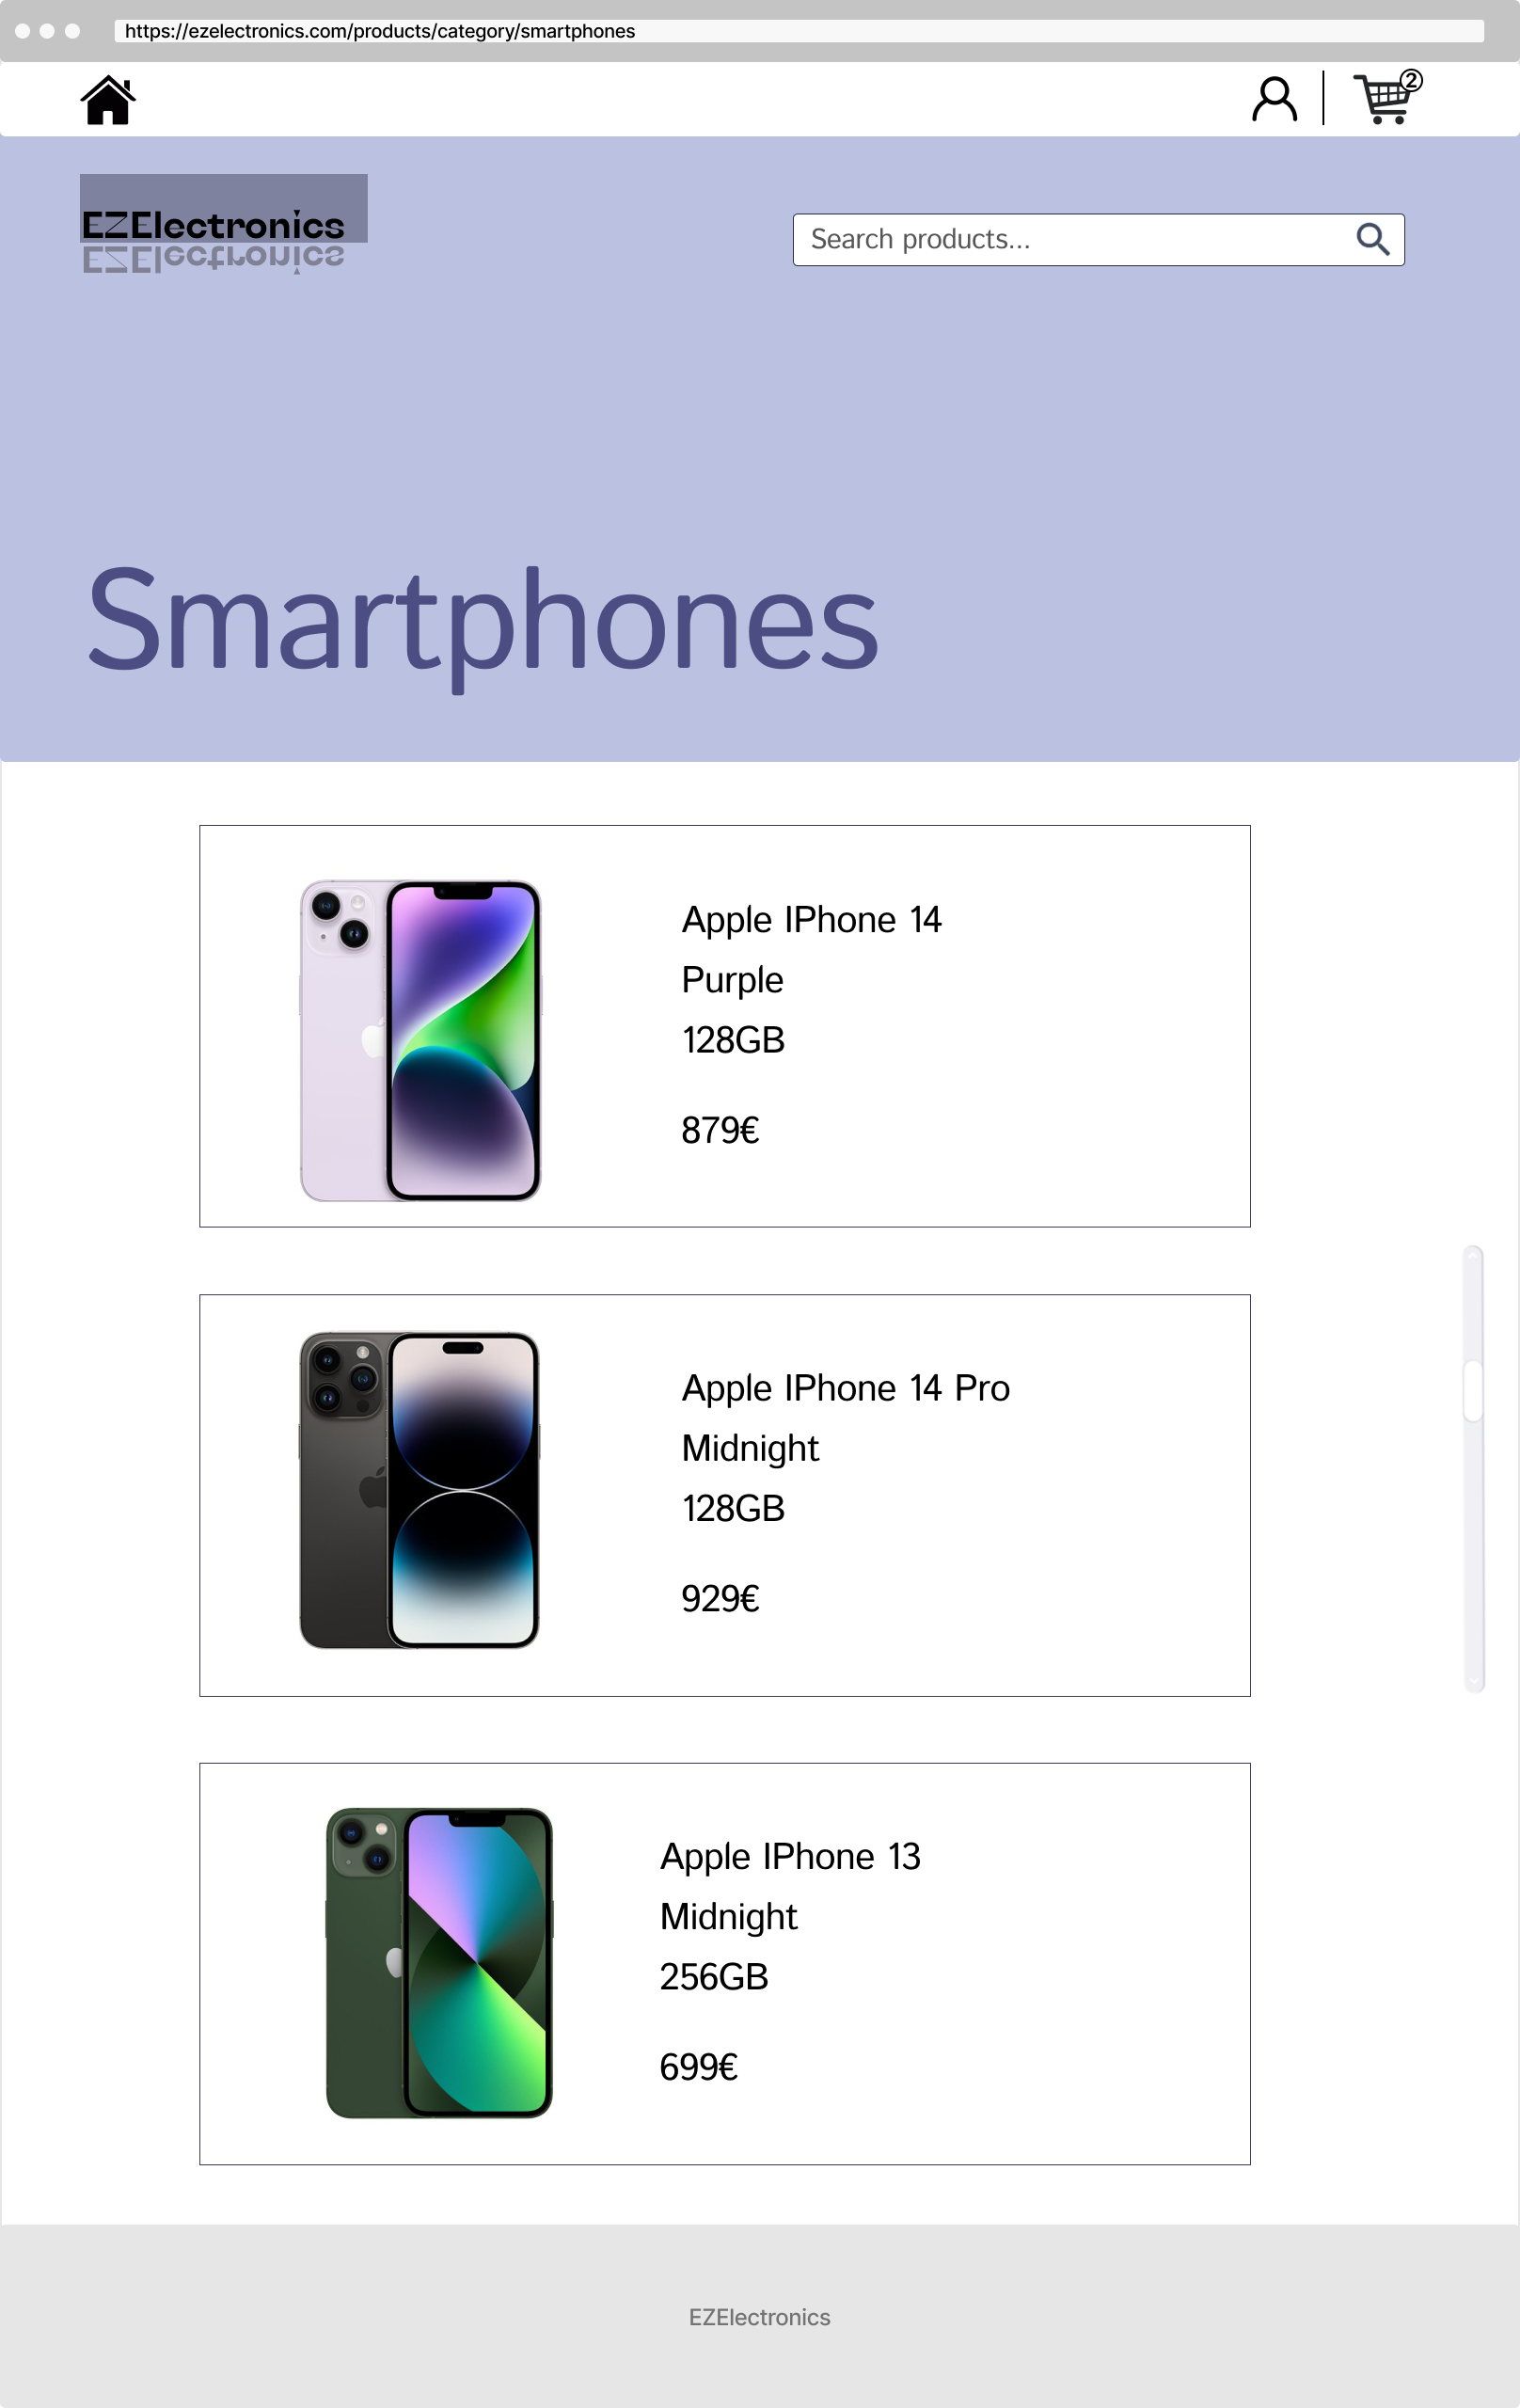 https://ezelectronics.com/products/category/smartphones
2
EZElectronics
EZElectronics
Search products...
Smartphones
Apple IPhone 14
Purple
128GB
879€
Apple IPhone 14 Pro
Midnight
128GB
929€
Apple IPhone 13
Midnight
256GB
699€
EZElectronics